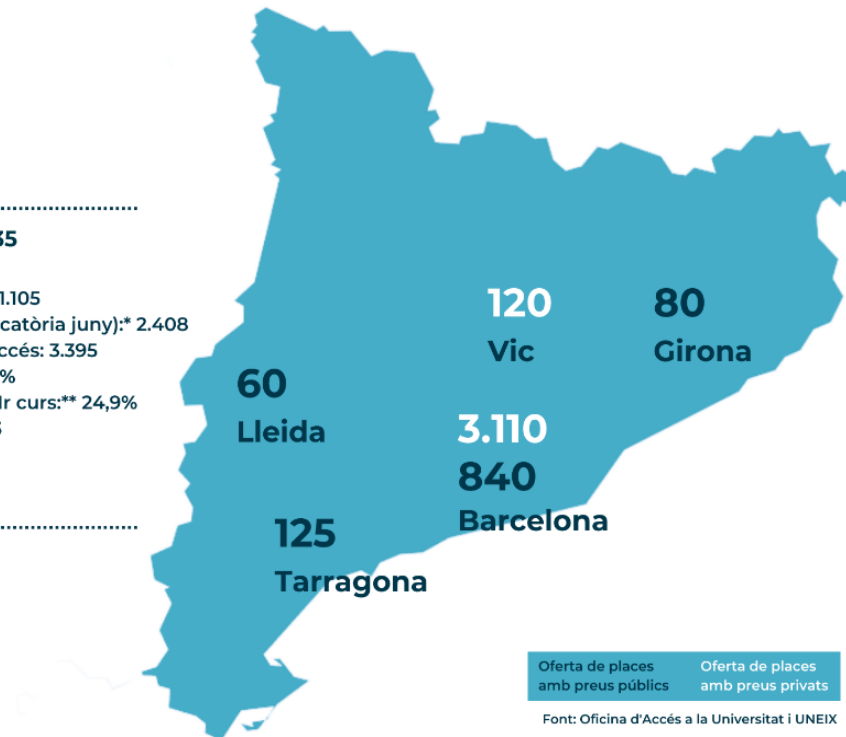 35
1.105
catòria juny):* 2.408
ccés: 3.395
%
1r curs:** 24,9%
120
Vic
80
Girona
60
Lleida
3.110
840
Barcelona
125
Tarragona
Oferta de places
amb preus públics
Oferta de places
amb preus privats
Font: Oficina d'Accés a la Universitat i UNEIX